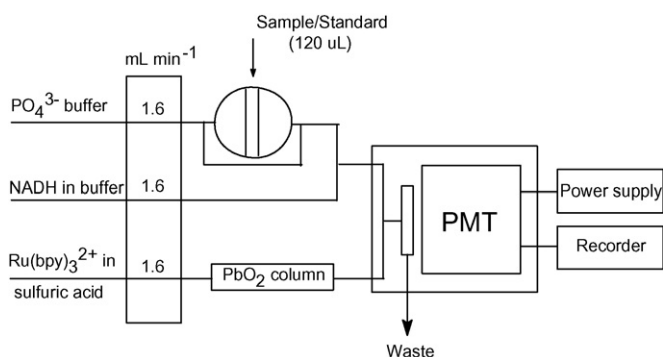 Sample/Standard
(120 uL)
mL min⁻¹
PO₄³⁻ buffer
1.6
NADH in buffer
1.6
Ru(bpy)₃²⁺ in
sulfuric acid
1.6
PbO₂ column
PMT
Power supply
Recorder
Waste